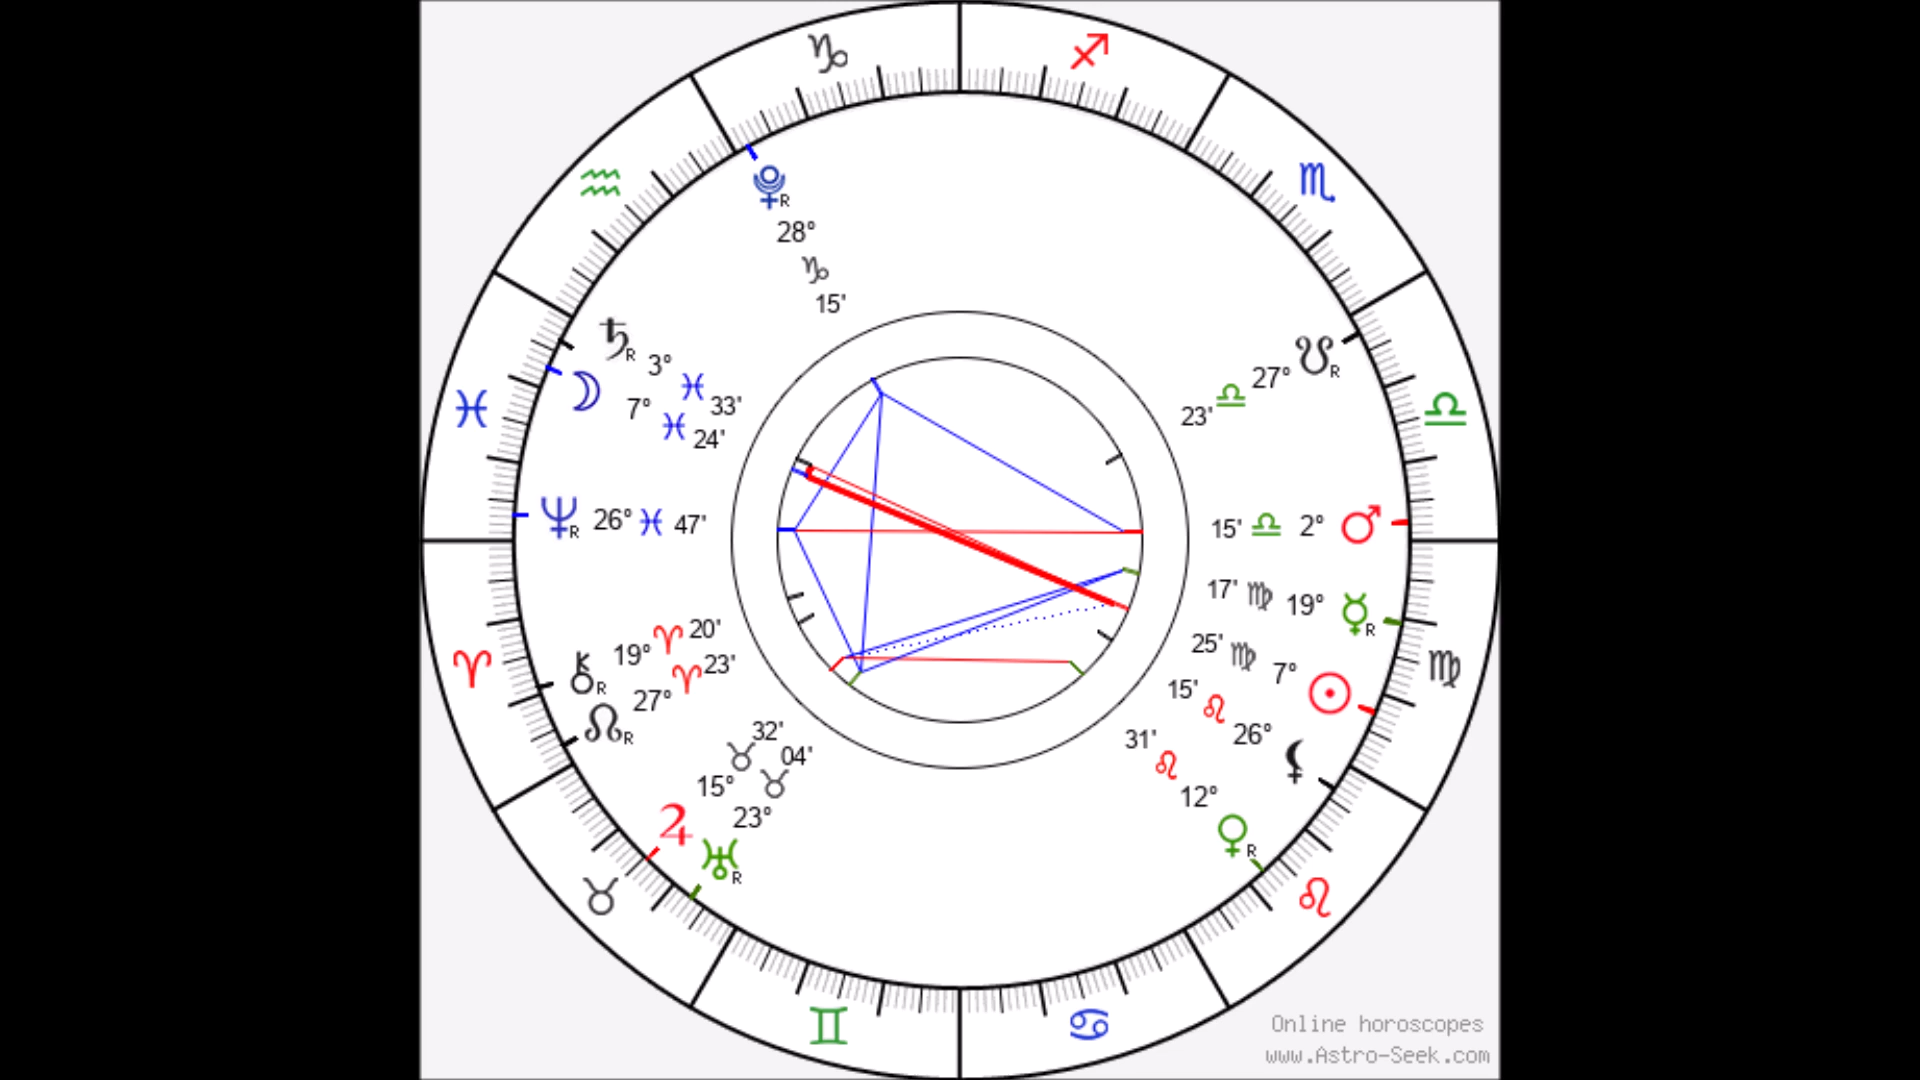 ♑ ♐
♒ ♏
♓ ♎
♈ ♍
♉ ♌
♊ ♋
♇ R
28°
♑
15'
♄ R 3° ♓ 33'
☽ 7° ♓ 24'
♆ R 26° ♓ 47'
⚷ R 19° ♈ 20'
☊ R 27° ♈ 23'
♃ 15° ♉ 32'
♅ R 23° ♉ 04'
23' ♎ 27° ☋ R
15' ♎ 2° ♂
17' ♍ 19° ☿ R
25' ♍ 7° ☉
15' ♌ 26° ⚸
31' ♌ 12° ♀ R
Online horoscopes
www.Astro-Seek.com